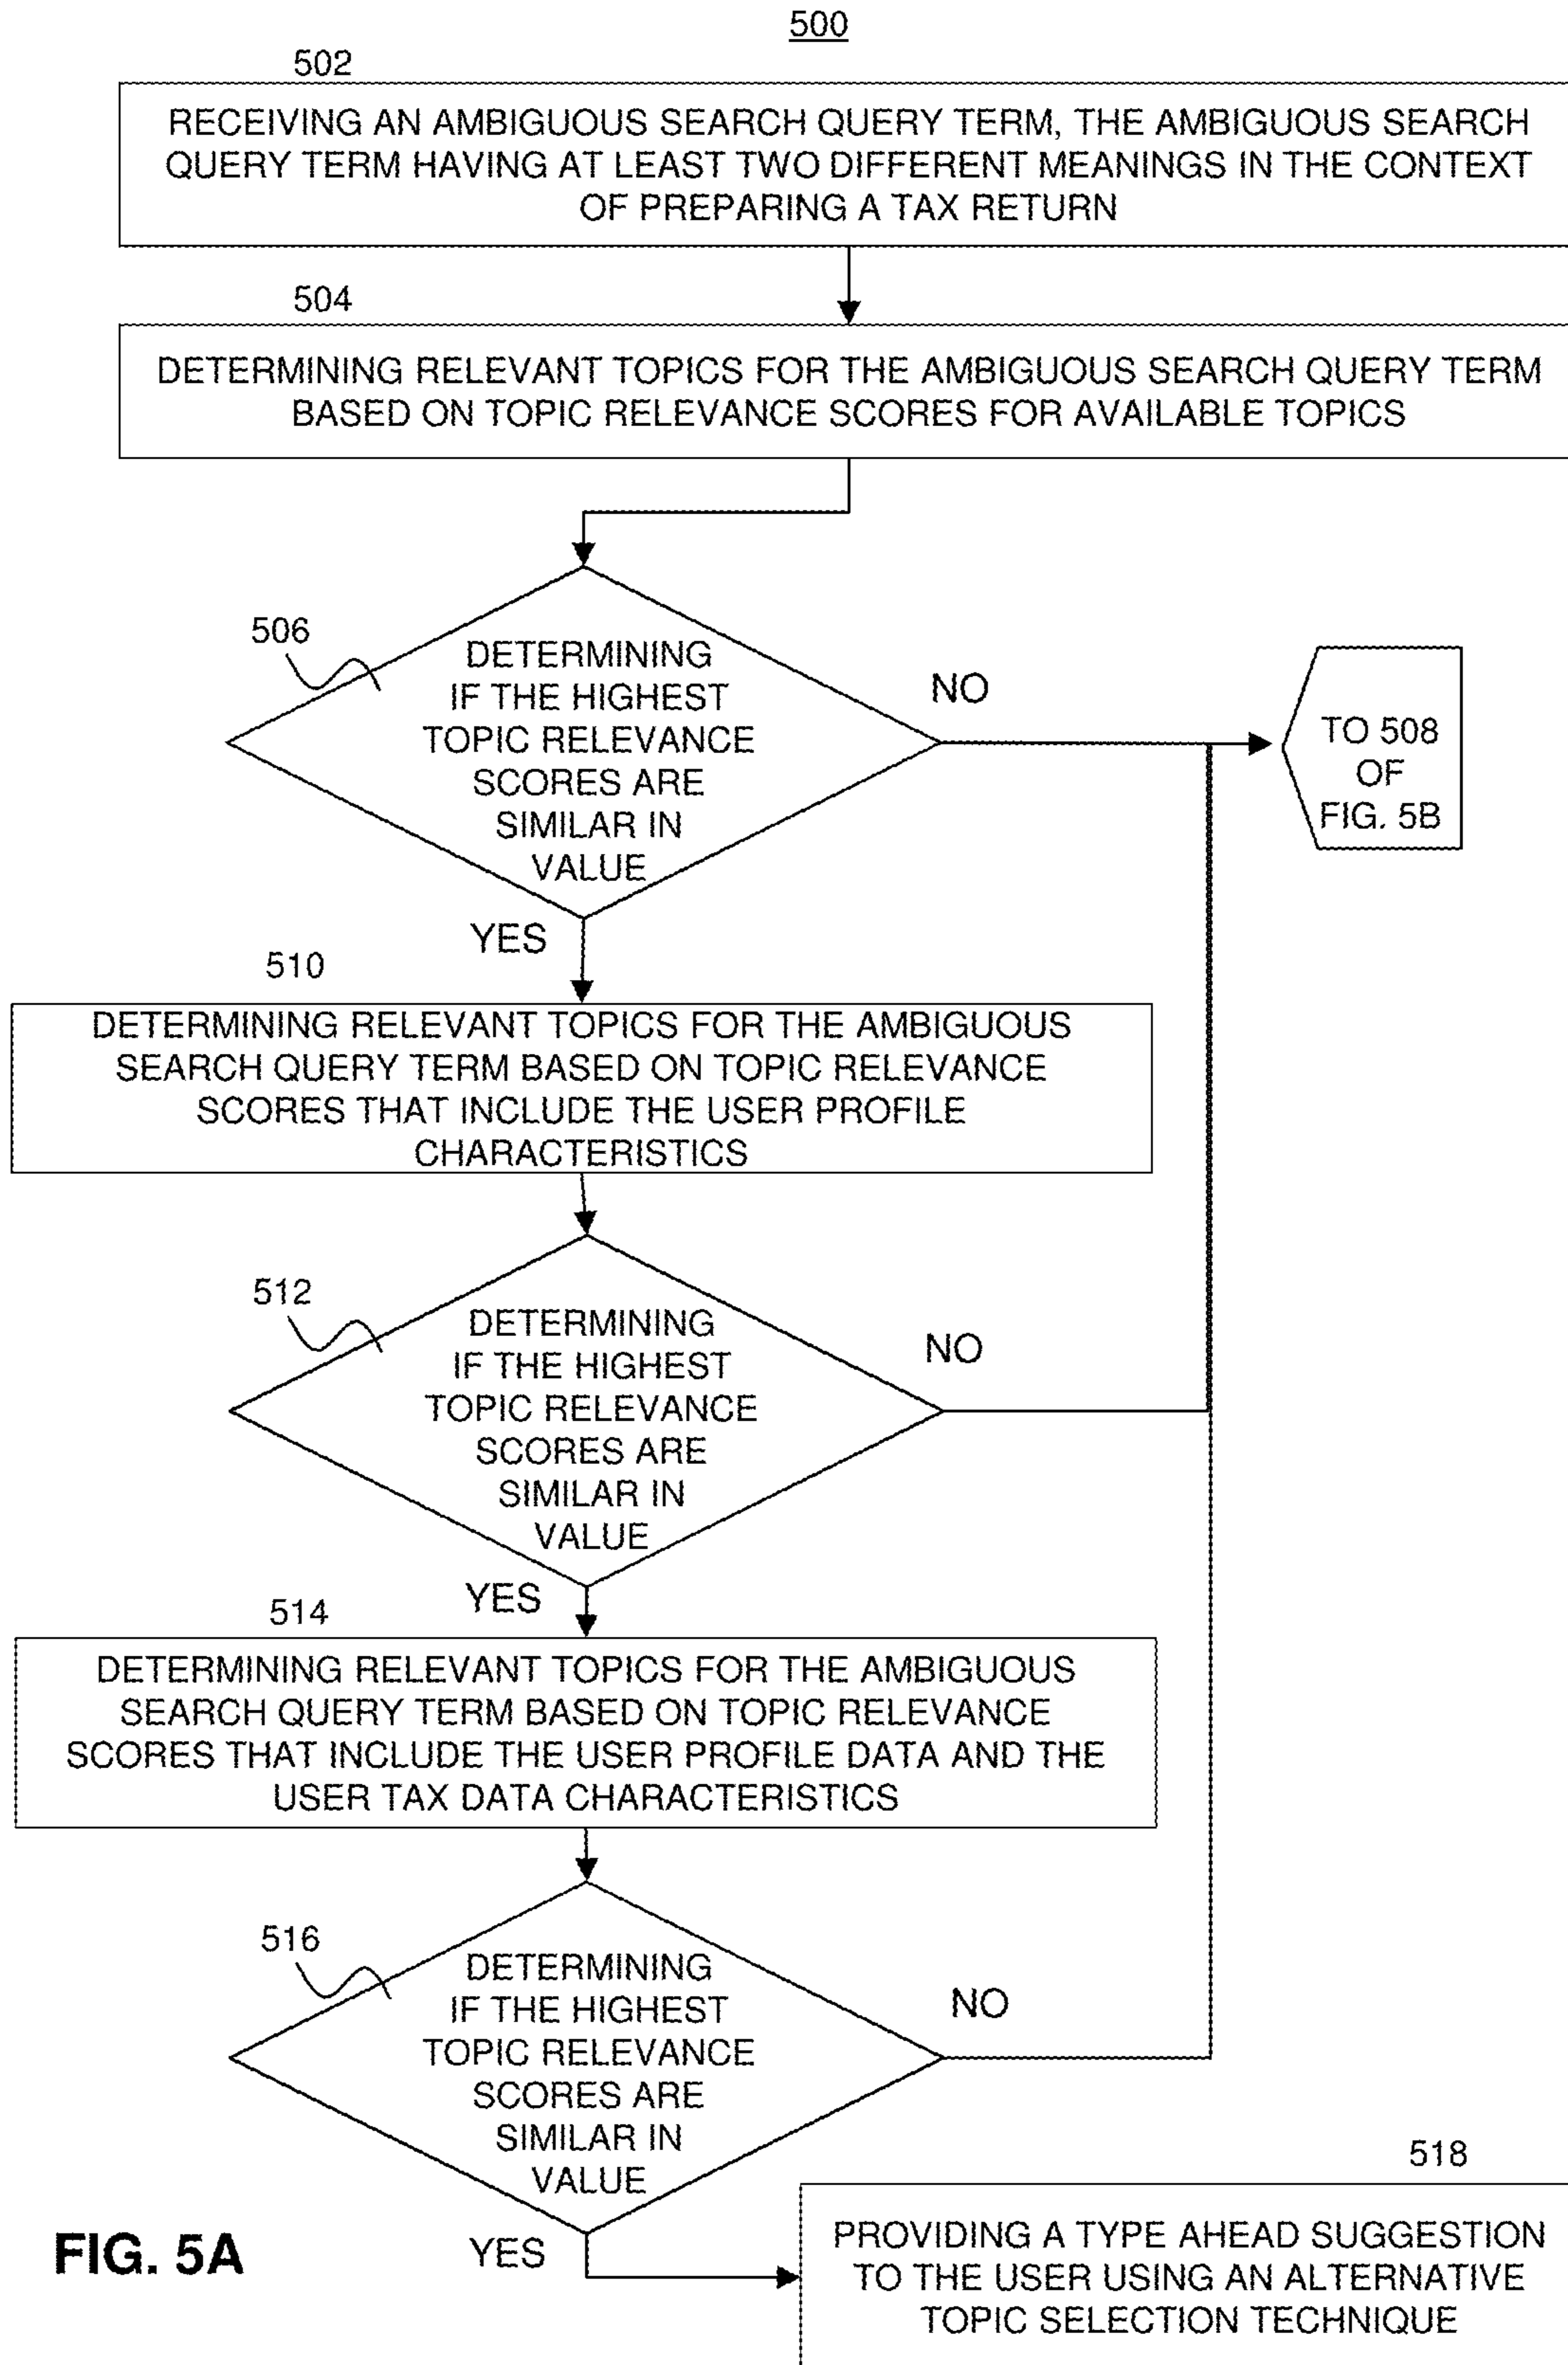 500
502
RECEIVING AN AMBIGUOUS SEARCH QUERY TERM, THE AMBIGUOUS SEARCH
QUERY TERM HAVING AT LEAST TWO DIFFERENT MEANINGS IN THE CONTEXT
OF PREPARING A TAX RETURN
504
DETERMINING RELEVANT TOPICS FOR THE AMBIGUOUS SEARCH QUERY TERM
BASED ON TOPIC RELEVANCE SCORES FOR AVAILABLE TOPICS
506
DETERMINING
IF THE HIGHEST
TOPIC RELEVANCE
SCORES ARE
SIMILAR IN
VALUE
NO
TO 508
OF
FIG. 5B
YES
510
DETERMINING RELEVANT TOPICS FOR THE AMBIGUOUS
SEARCH QUERY TERM BASED ON TOPIC RELEVANCE
SCORES THAT INCLUDE THE USER PROFILE
CHARACTERISTICS
512
DETERMINING
IF THE HIGHEST
TOPIC RELEVANCE
SCORES ARE
SIMILAR IN
VALUE
NO
YES
514
DETERMINING RELEVANT TOPICS FOR THE AMBIGUOUS
SEARCH QUERY TERM BASED ON TOPIC RELEVANCE
SCORES THAT INCLUDE THE USER PROFILE DATA AND THE
USER TAX DATA CHARACTERISTICS
516
DETERMINING
IF THE HIGHEST
TOPIC RELEVANCE
SCORES ARE
SIMILAR IN
VALUE
NO
YES
518
PROVIDING A TYPE AHEAD SUGGESTION
TO THE USER USING AN ALTERNATIVE
TOPIC SELECTION TECHNIQUE
FIG. 5A